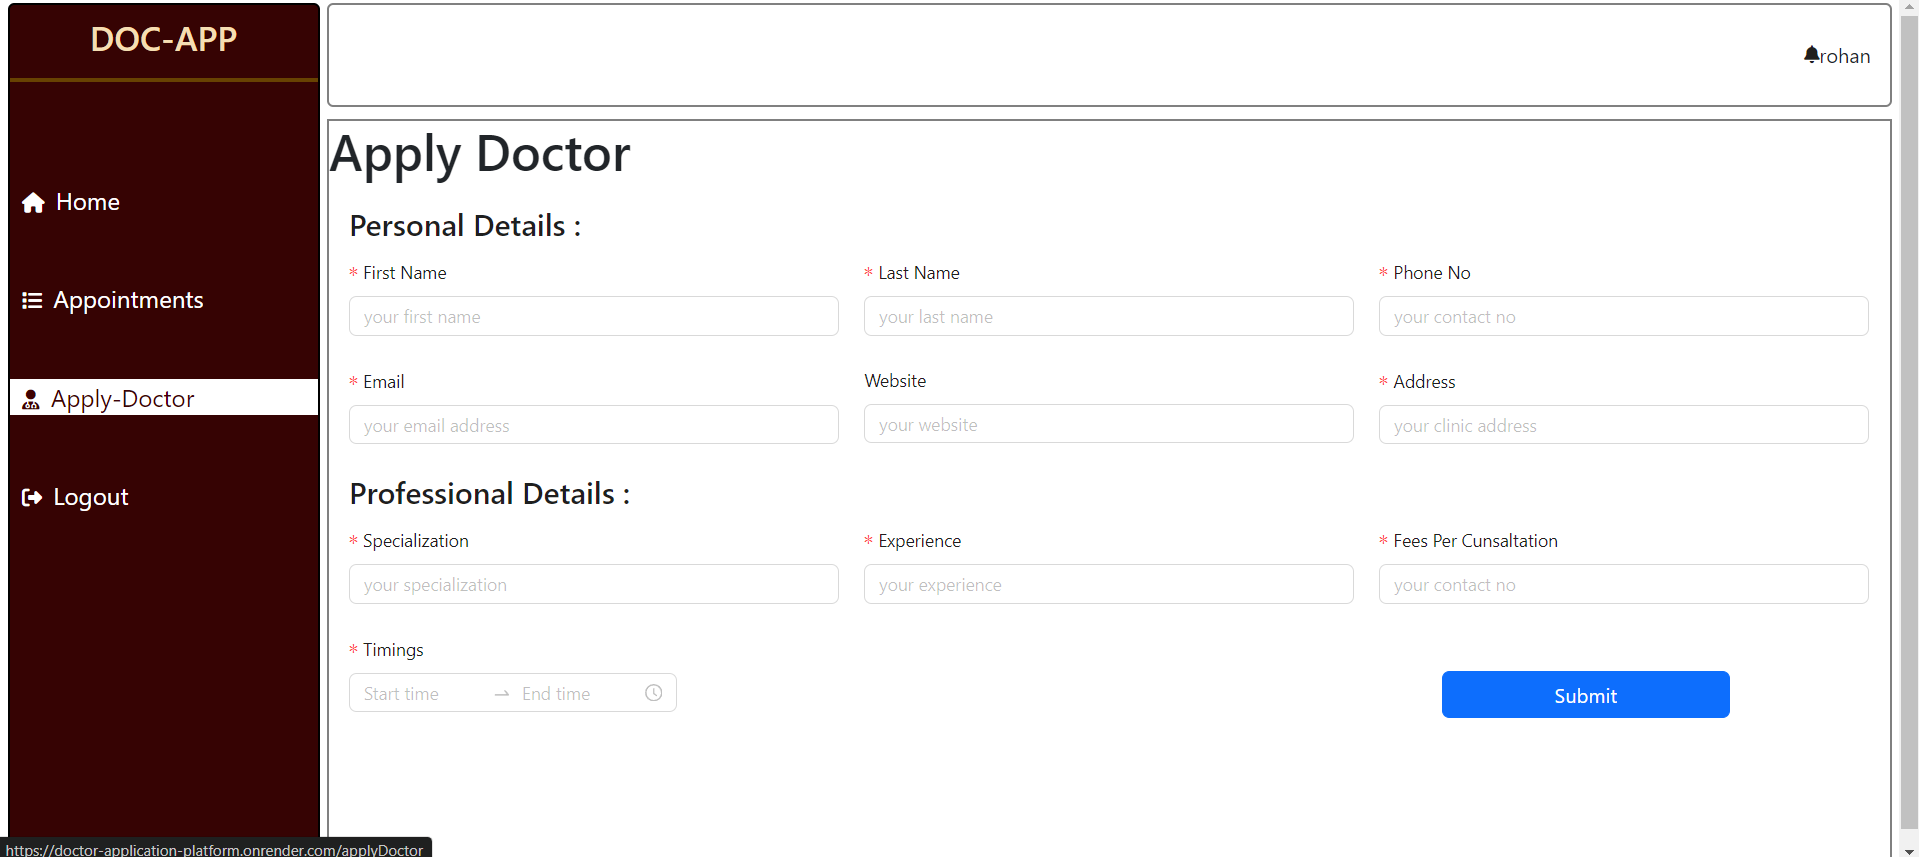 DOC-APP
rohan
Home
Appointments
Apply-Doctor
Logout
Apply Doctor
Personal Details :
* First Name
* Last Name
* Phone No
your first name
your last name
your contact no
* Email
Website
* Address
your email address
your website
your clinic address
Professional Details :
* Specialization
* Experience
* Fees Per Cunsaltation
your specialization
your experience
your contact no
* Timings
Start time → End time
Submit
https://doctor-application-platform.onrender.com/applyDoctor